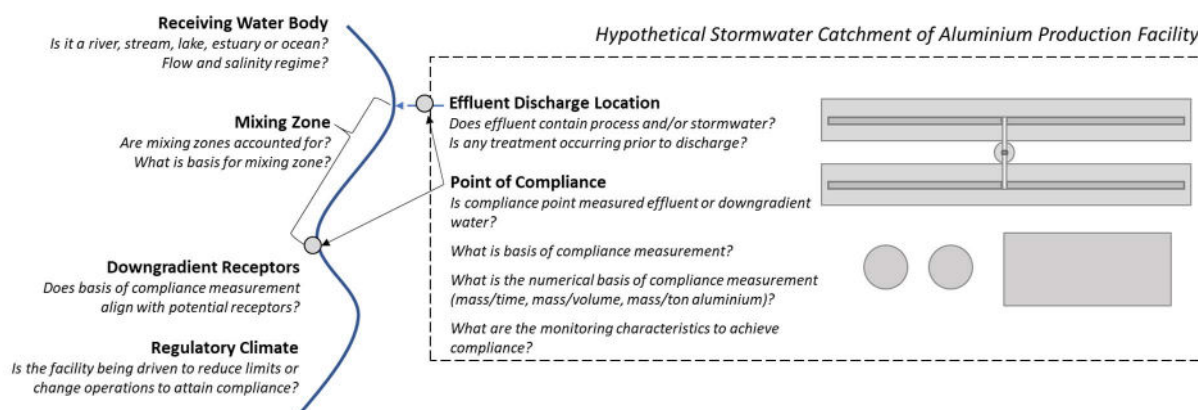 Receiving Water Body
Is it a river, stream, lake, estuary or ocean?
Flow and salinity regime?
Mixing Zone
Are mixing zones accounted for?
What is basis for mixing zone?
Downgradient Receptors
Does basis of compliance measurement
align with potential receptors?
Regulatory Climate
Is the facility being driven to reduce limits or
change operations to attain compliance?
Hypothetical Stormwater Catchment of Aluminium Production Facility
Effluent Discharge Location
Does effluent contain process and/or stormwater?
Is any treatment occurring prior to discharge?
Point of Compliance
Is compliance point measured effluent or downgradient
water?
What is basis of compliance measurement?
What is the numerical basis of compliance measurement
(mass/time, mass/volume, mass/ton aluminium)?
What are the monitoring characteristics to achieve
compliance?